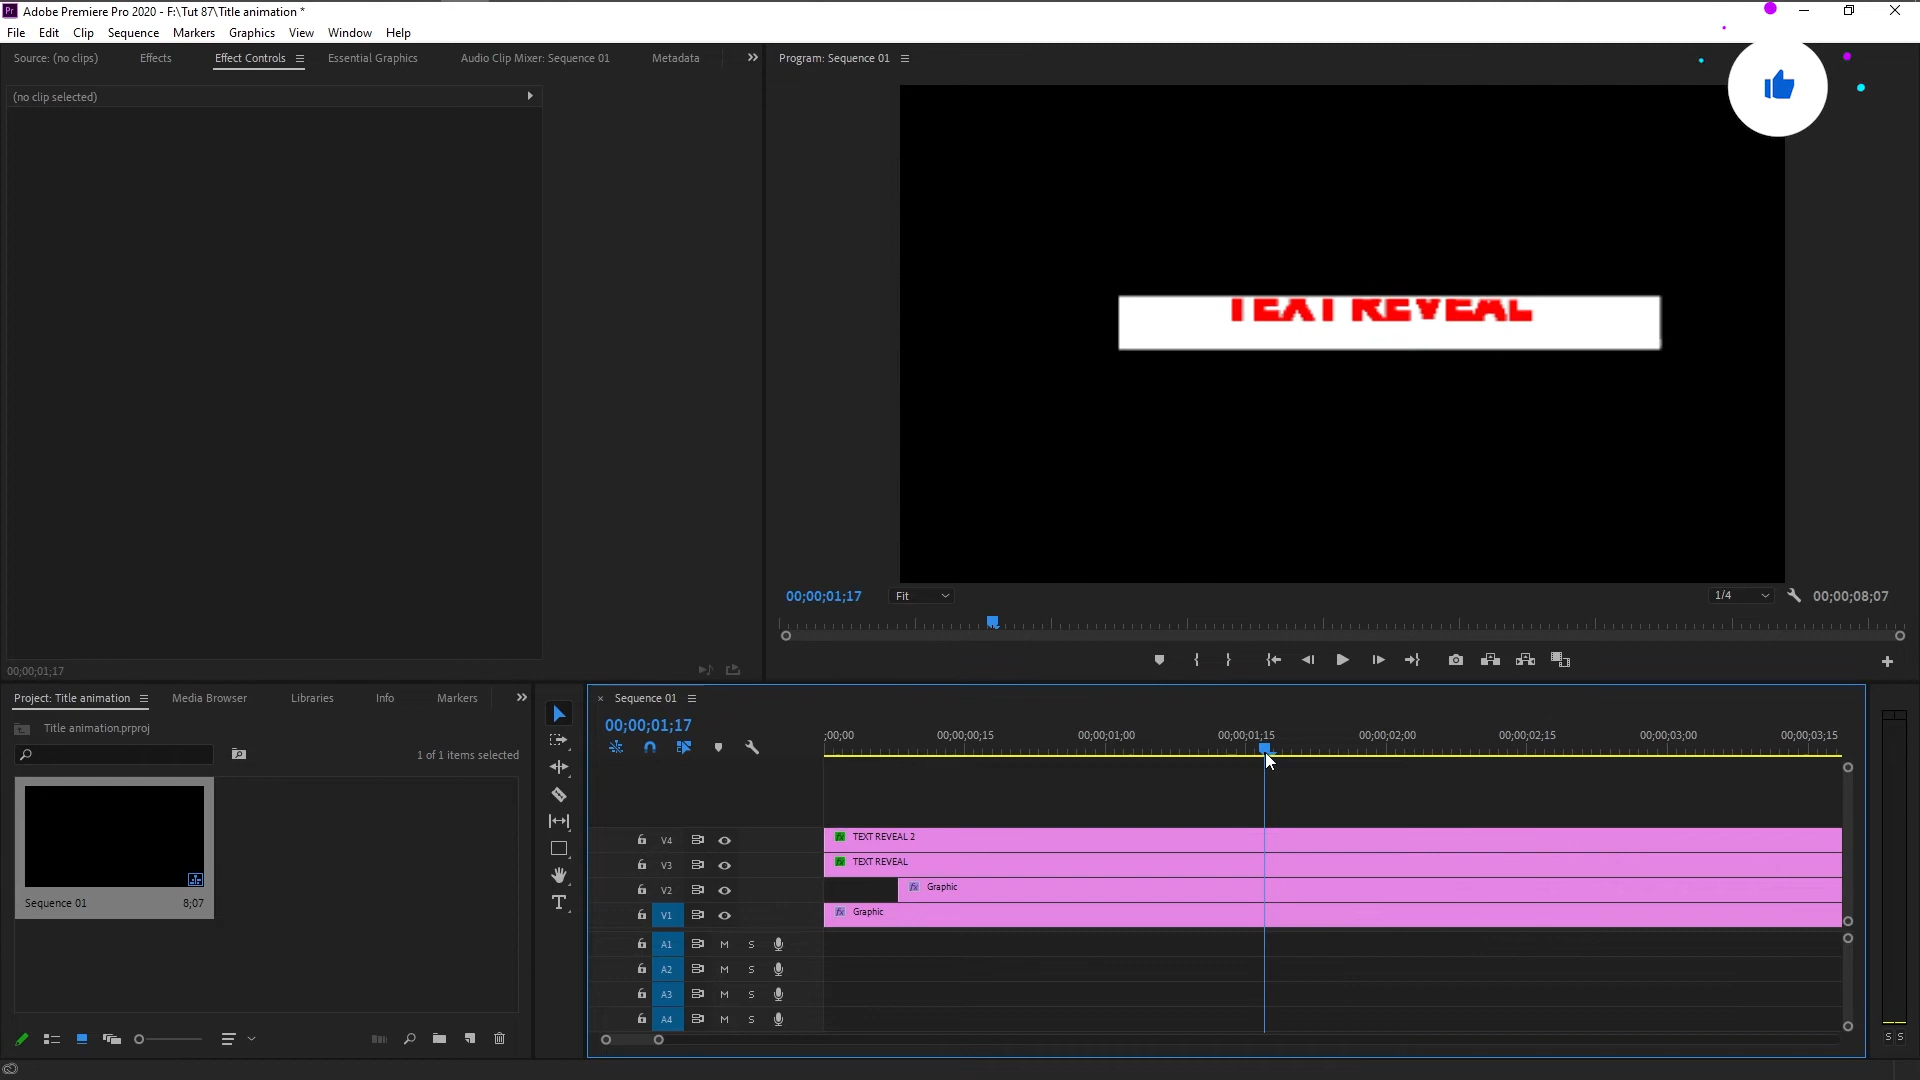 Pr Adobe Premiere Pro 2020 - F:\Tut 87\Title animation *
File Edit Clip Sequence Markers Graphics View Window Help
Source: (no clips) Effects Effect Controls Essential Graphics Audio Clip Mixer: Sequence 01 Metadata
Program: Sequence 01
(no clip selected)
TEXT REVEAL
00;00;01;17 Fit 1/4 00;00;08;07
00;00;01;17
Project: Title animation Media Browser Libraries Info Markers
Title animation.prproj
1 of 1 items selected
Sequence 01 8;07
Sequence 01
00;00;01;17
;00;00 00;00;00;15 00;00;01;00 00;00;01;15 00;00;02;00 00;00;02;15 00;00;03;00 00;00;03;15
V4 fx TEXT REVEAL 2
V3 fx TEXT REVEAL
V2 fx Graphic
V1 fx Graphic
A1 M S
A2 M S
A3 M S
A4 M S
S S